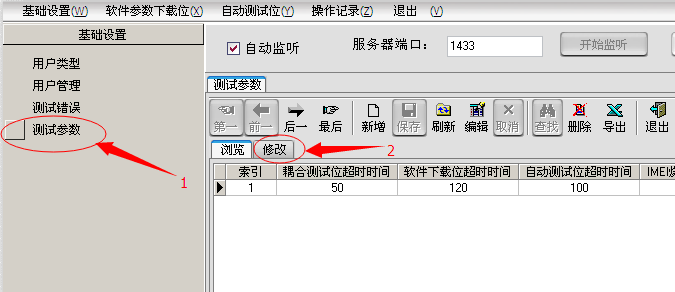 基础设置(W) 软件参数下载位(X) 自动测试位(Y) 操作记录(Z) 退出 (V)
基础设置
用户类型
用户管理
测试错误
测试参数
1
自动监听 服务器端口: 1433 开始监听
测试参数
第一 前一 后一 最后 新增 保存 刷新 编辑 取消 查找 删除 导出 退出
浏览 修改
2
索引 耦合测试位超时时间 软件下载位超时时间 自动测试位超时时间
1 50 120 100